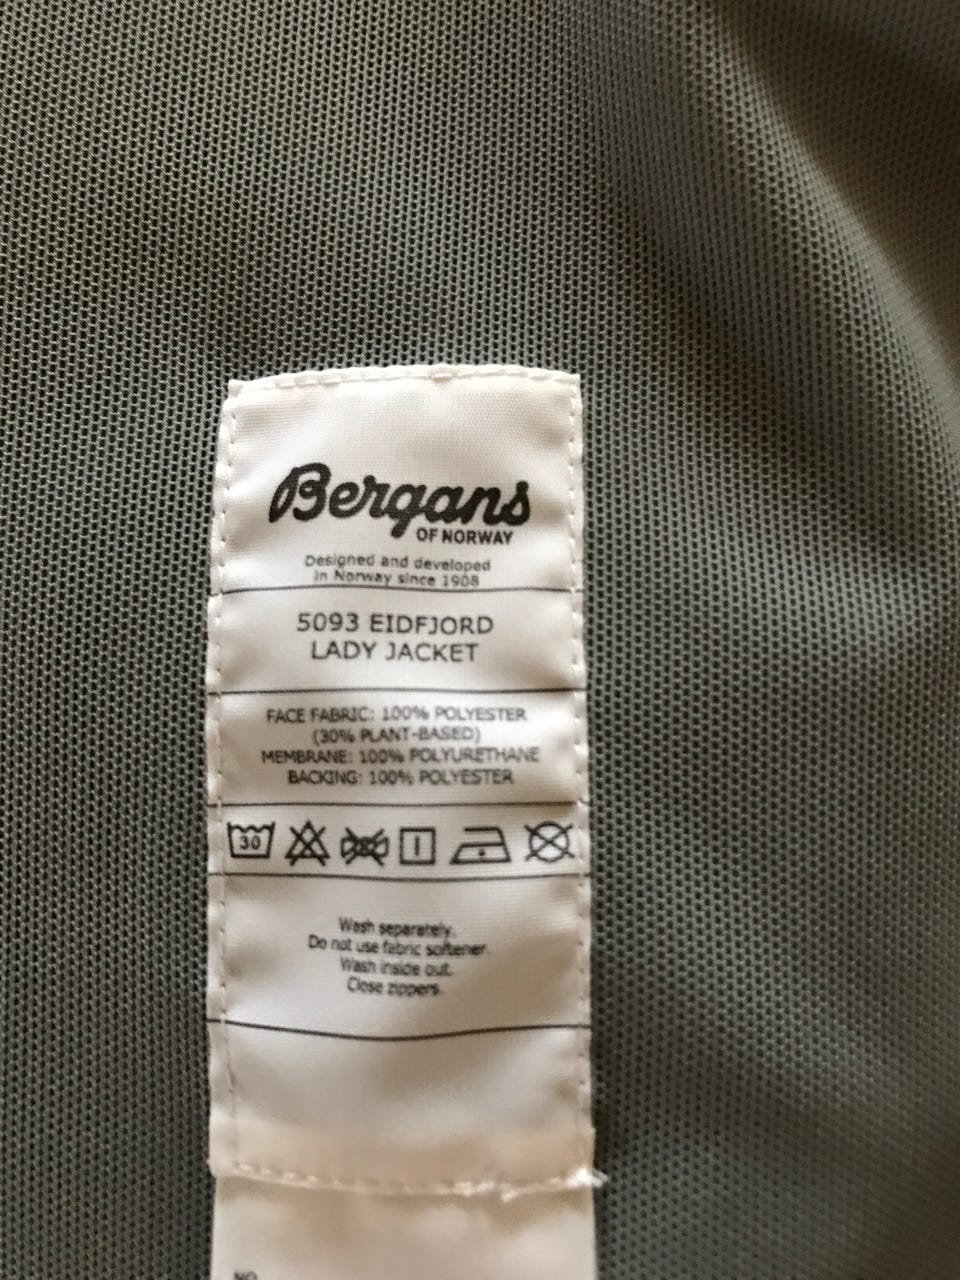 Bergans
OF NORWAY
Designed and developed
in Norway since 1908
5093 EIDFJORD
LADY JACKET
FACE FABRIC: 100% POLYESTER
(30% PLANT-BASED)
MEMBRANE: 100% POLYURETHANE
BACKING: 100% POLYESTER
30
Wash separately.
Do not use fabric softener.
Wash inside out.
Close zippers.